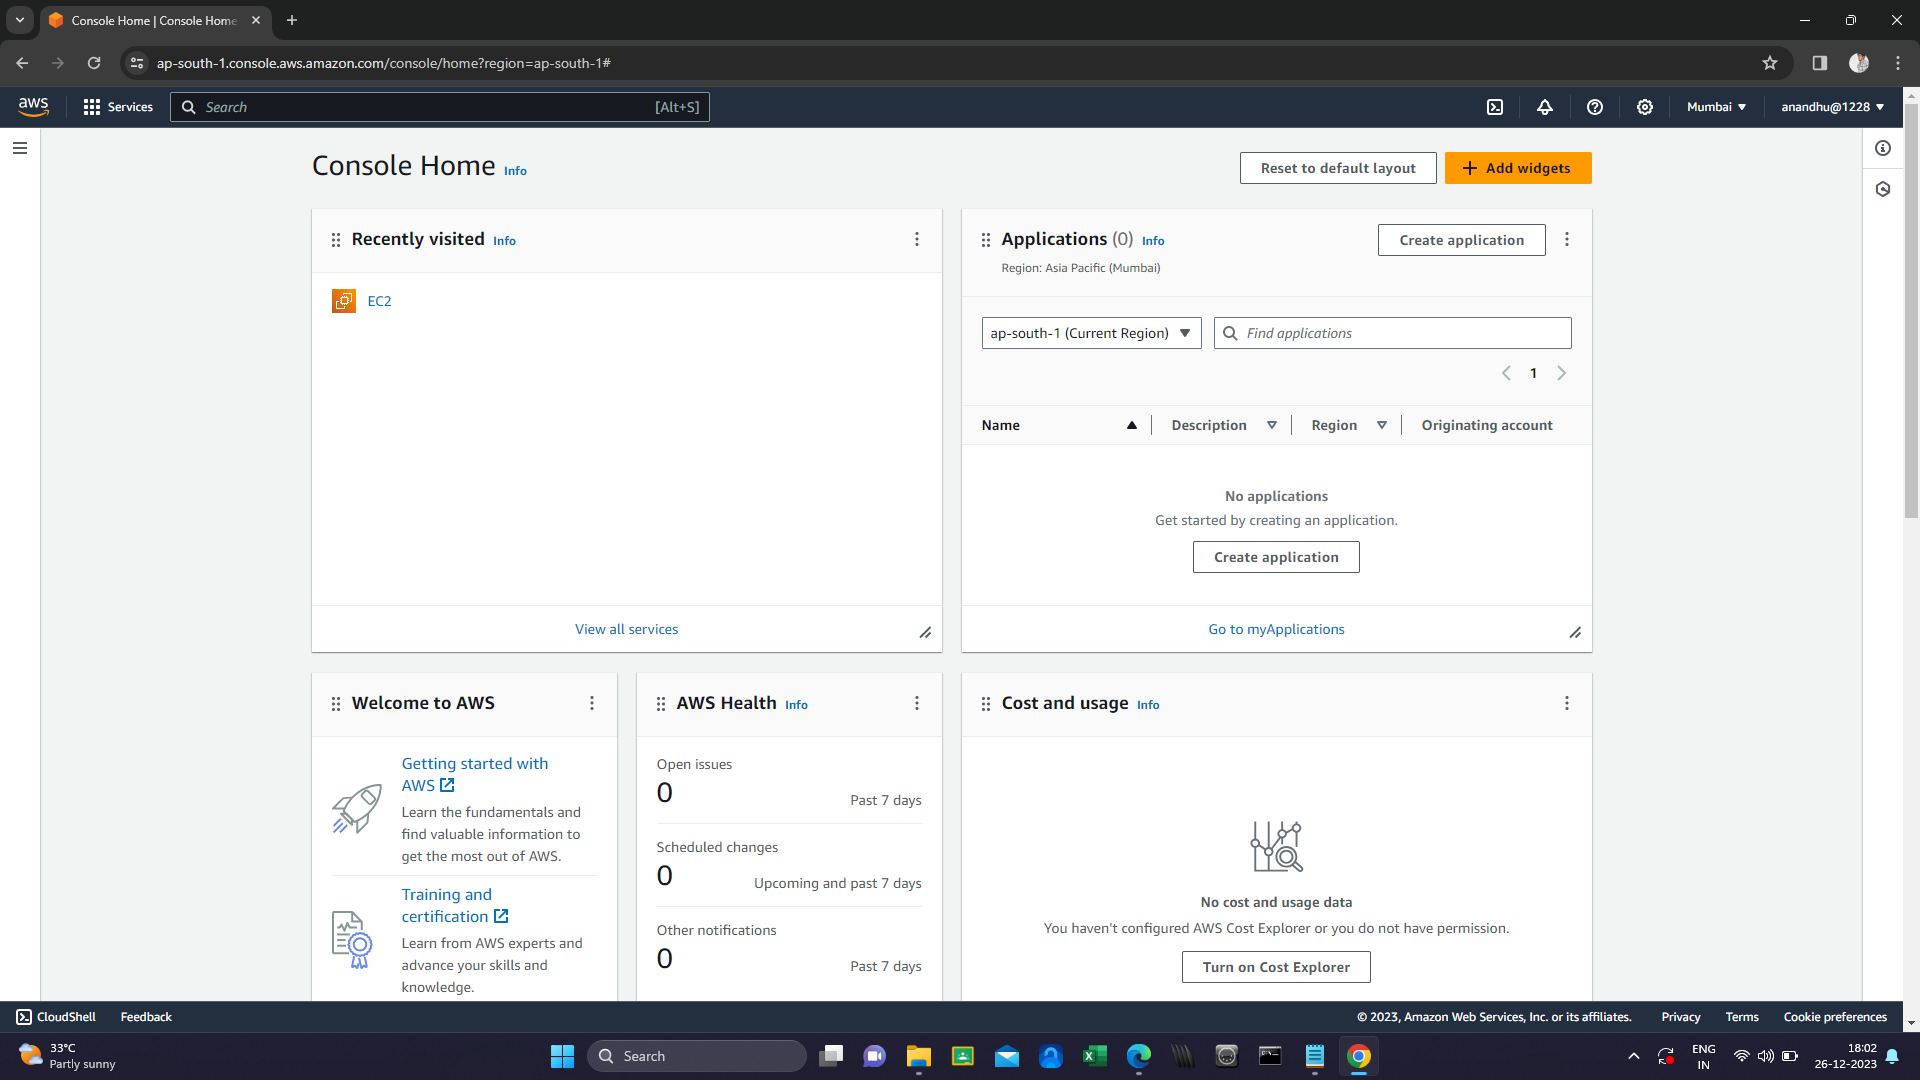 Console Home | Console Home
ap-south-1.console.aws.amazon.com/console/home?region=ap-south-1#
aws
Services
Search
[Alt+S]
Mumbai
anandhu@1228
Console Home Info
Reset to default layout
Add widgets
Recently visited Info
EC2
View all services
Applications (0) Info
Region: Asia Pacific (Mumbai)
Create application
ap-south-1 (Current Region)
Find applications
1
Name
Description
Region
Originating account
No applications
Get started by creating an application.
Create application
Go to myApplications
Welcome to AWS
Getting started with
AWS
Learn the fundamentals and
find valuable information to
get the most out of AWS.
Training and
certification
Learn from AWS experts and
advance your skills and
knowledge.
AWS Health Info
Open issues
0
Past 7 days
Scheduled changes
0
Upcoming and past 7 days
Other notifications
0
Past 7 days
Cost and usage Info
No cost and usage data
You haven't configured AWS Cost Explorer or you do not have permission.
Turn on Cost Explorer
CloudShell
Feedback
© 2023, Amazon Web Services, Inc. or its affiliates.
Privacy
Terms
Cookie preferences
33°C
Partly sunny
Search
ENG
IN
18:02
26-12-2023